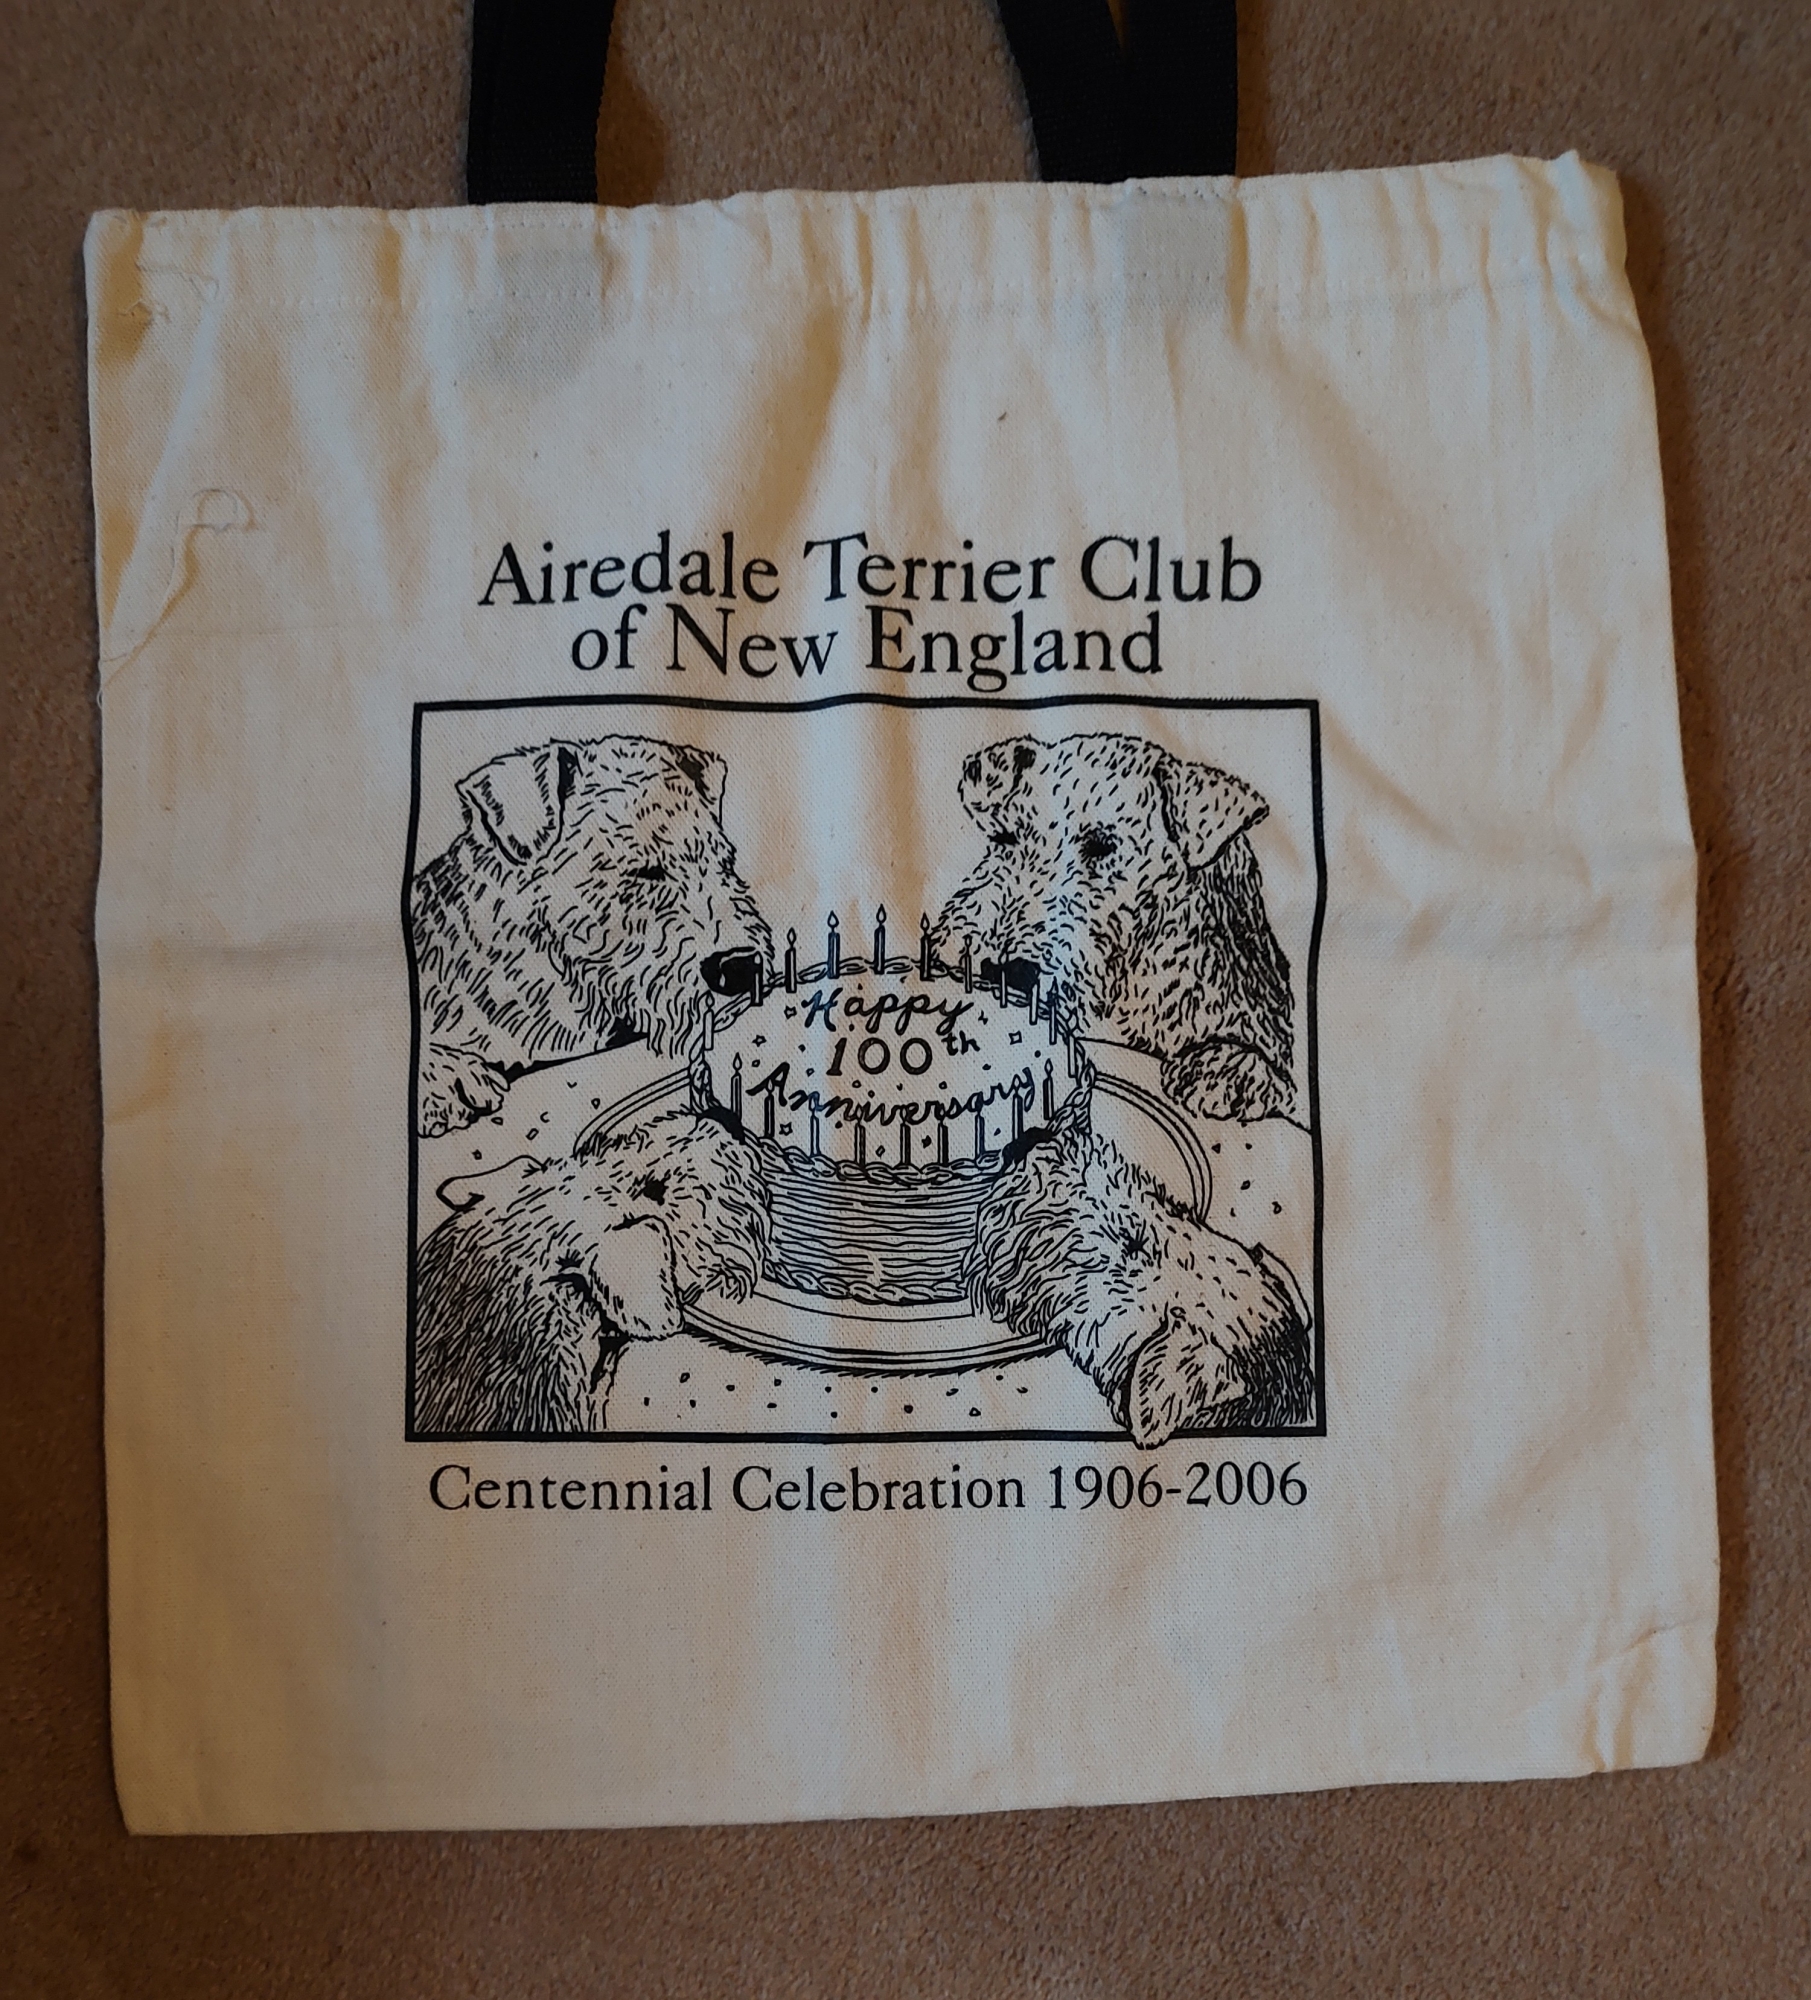 Airedale Terrier Club
of New England
Happy
100th
Anniversary
Centennial Celebration 1906-2006